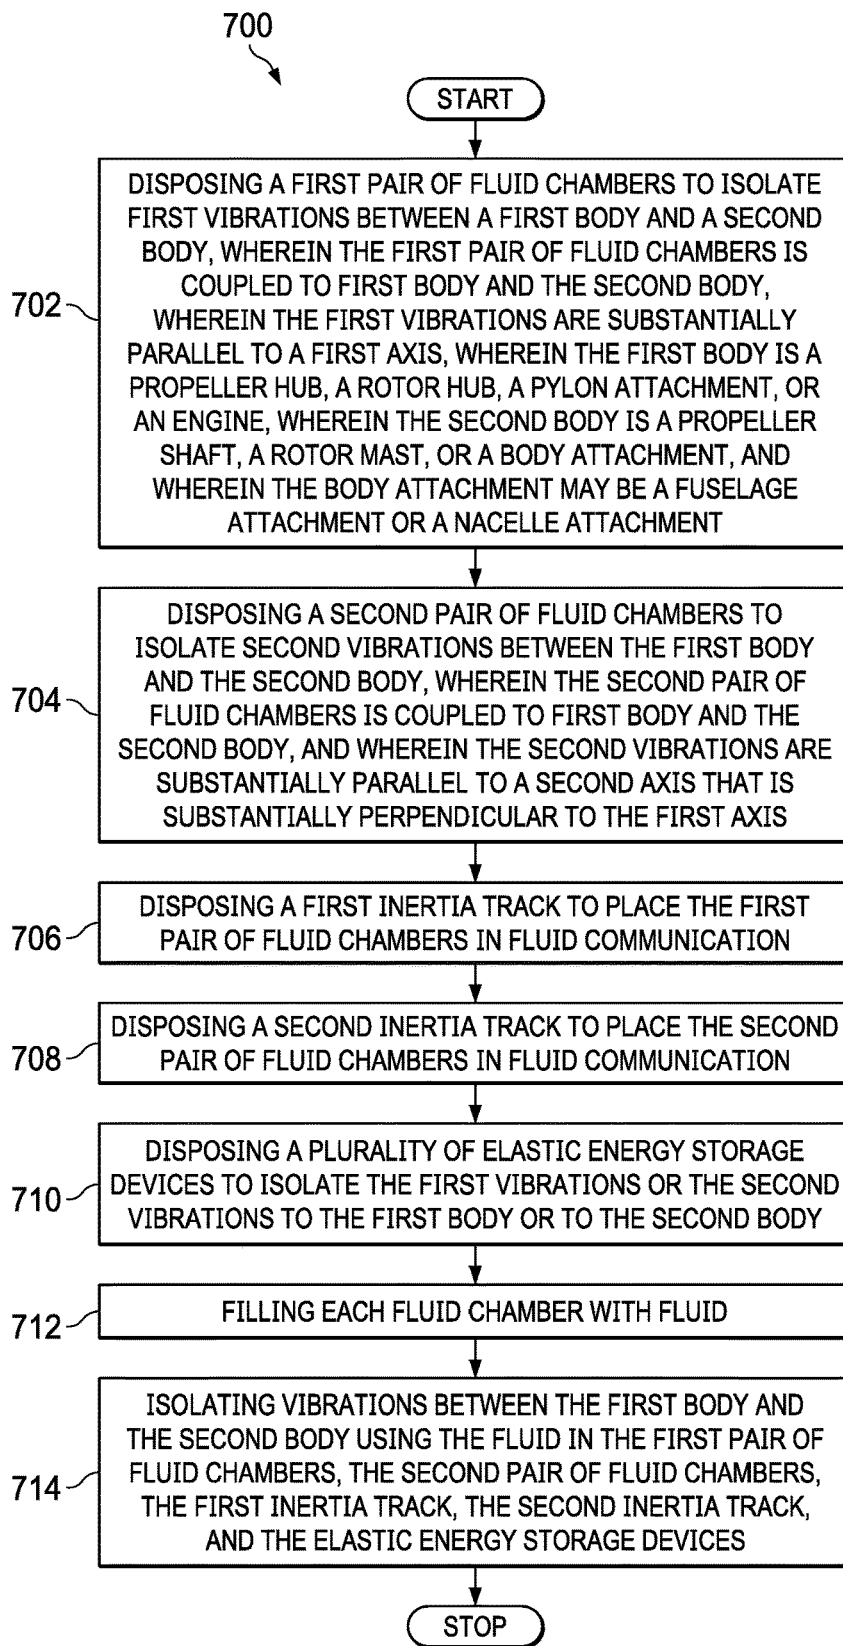 700
START
702
DISPOSING A FIRST PAIR OF FLUID CHAMBERS TO ISOLATE
FIRST VIBRATIONS BETWEEN A FIRST BODY AND A SECOND
BODY, WHEREIN THE FIRST PAIR OF FLUID CHAMBERS IS
COUPLED TO FIRST BODY AND THE SECOND BODY,
WHEREIN THE FIRST VIBRATIONS ARE SUBSTANTIALLY
PARALLEL TO A FIRST AXIS, WHEREIN THE FIRST BODY IS A
PROPELLER HUB, A ROTOR HUB, A PYLON ATTACHMENT, OR
AN ENGINE, WHEREIN THE SECOND BODY IS A PROPELLER
SHAFT, A ROTOR MAST, OR A BODY ATTACHMENT, AND
WHEREIN THE BODY ATTACHMENT MAY BE A FUSELAGE
ATTACHMENT OR A NACELLE ATTACHMENT
704
DISPOSING A SECOND PAIR OF FLUID CHAMBERS TO
ISOLATE SECOND VIBRATIONS BETWEEN THE FIRST BODY
AND THE SECOND BODY, WHEREIN THE SECOND PAIR OF
FLUID CHAMBERS IS COUPLED TO FIRST BODY AND THE
SECOND BODY, AND WHEREIN THE SECOND VIBRATIONS ARE
SUBSTANTIALLY PARALLEL TO A SECOND AXIS THAT IS
SUBSTANTIALLY PERPENDICULAR TO THE FIRST AXIS
706
DISPOSING A FIRST INERTIA TRACK TO PLACE THE FIRST
PAIR OF FLUID CHAMBERS IN FLUID COMMUNICATION
708
DISPOSING A SECOND INERTIA TRACK TO PLACE THE SECOND
PAIR OF FLUID CHAMBERS IN FLUID COMMUNICATION
710
DISPOSING A PLURALITY OF ELASTIC ENERGY STORAGE
DEVICES TO ISOLATE THE FIRST VIBRATIONS OR THE SECOND
VIBRATIONS TO THE FIRST BODY OR TO THE SECOND BODY
712
FILLING EACH FLUID CHAMBER WITH FLUID
714
ISOLATING VIBRATIONS BETWEEN THE FIRST BODY AND
THE SECOND BODY USING THE FLUID IN THE FIRST PAIR OF
FLUID CHAMBERS, THE SECOND PAIR OF FLUID CHAMBERS,
THE FIRST INERTIA TRACK, THE SECOND INERTIA TRACK,
AND THE ELASTIC ENERGY STORAGE DEVICES
STOP